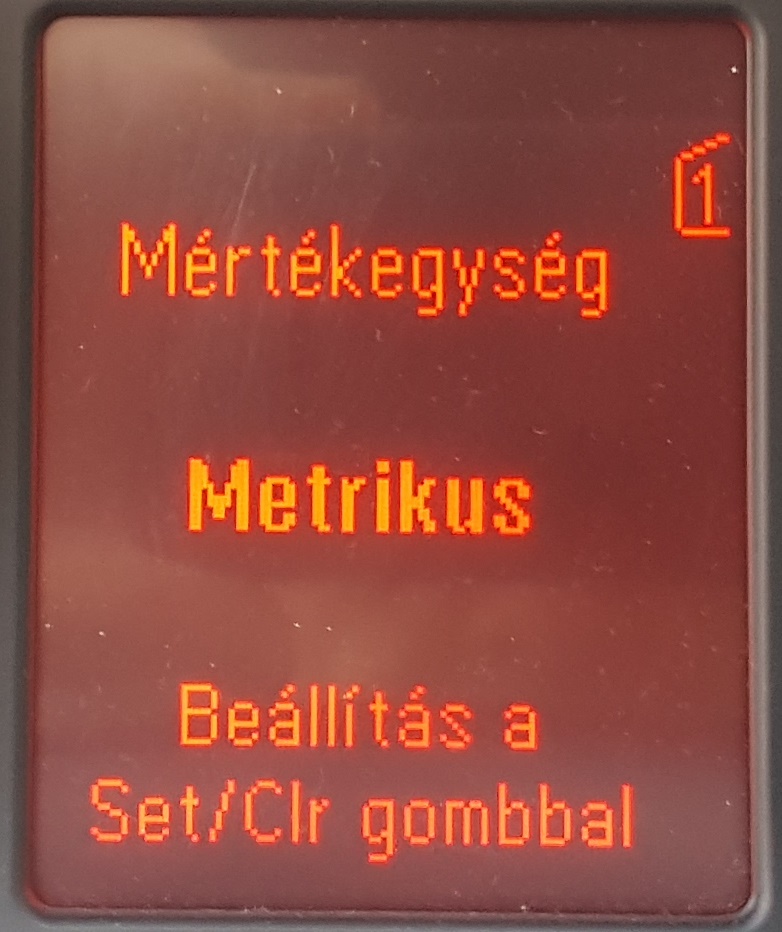 1
Mértékegység
Metrikus
Beállítás a
Set/Clr gombbal